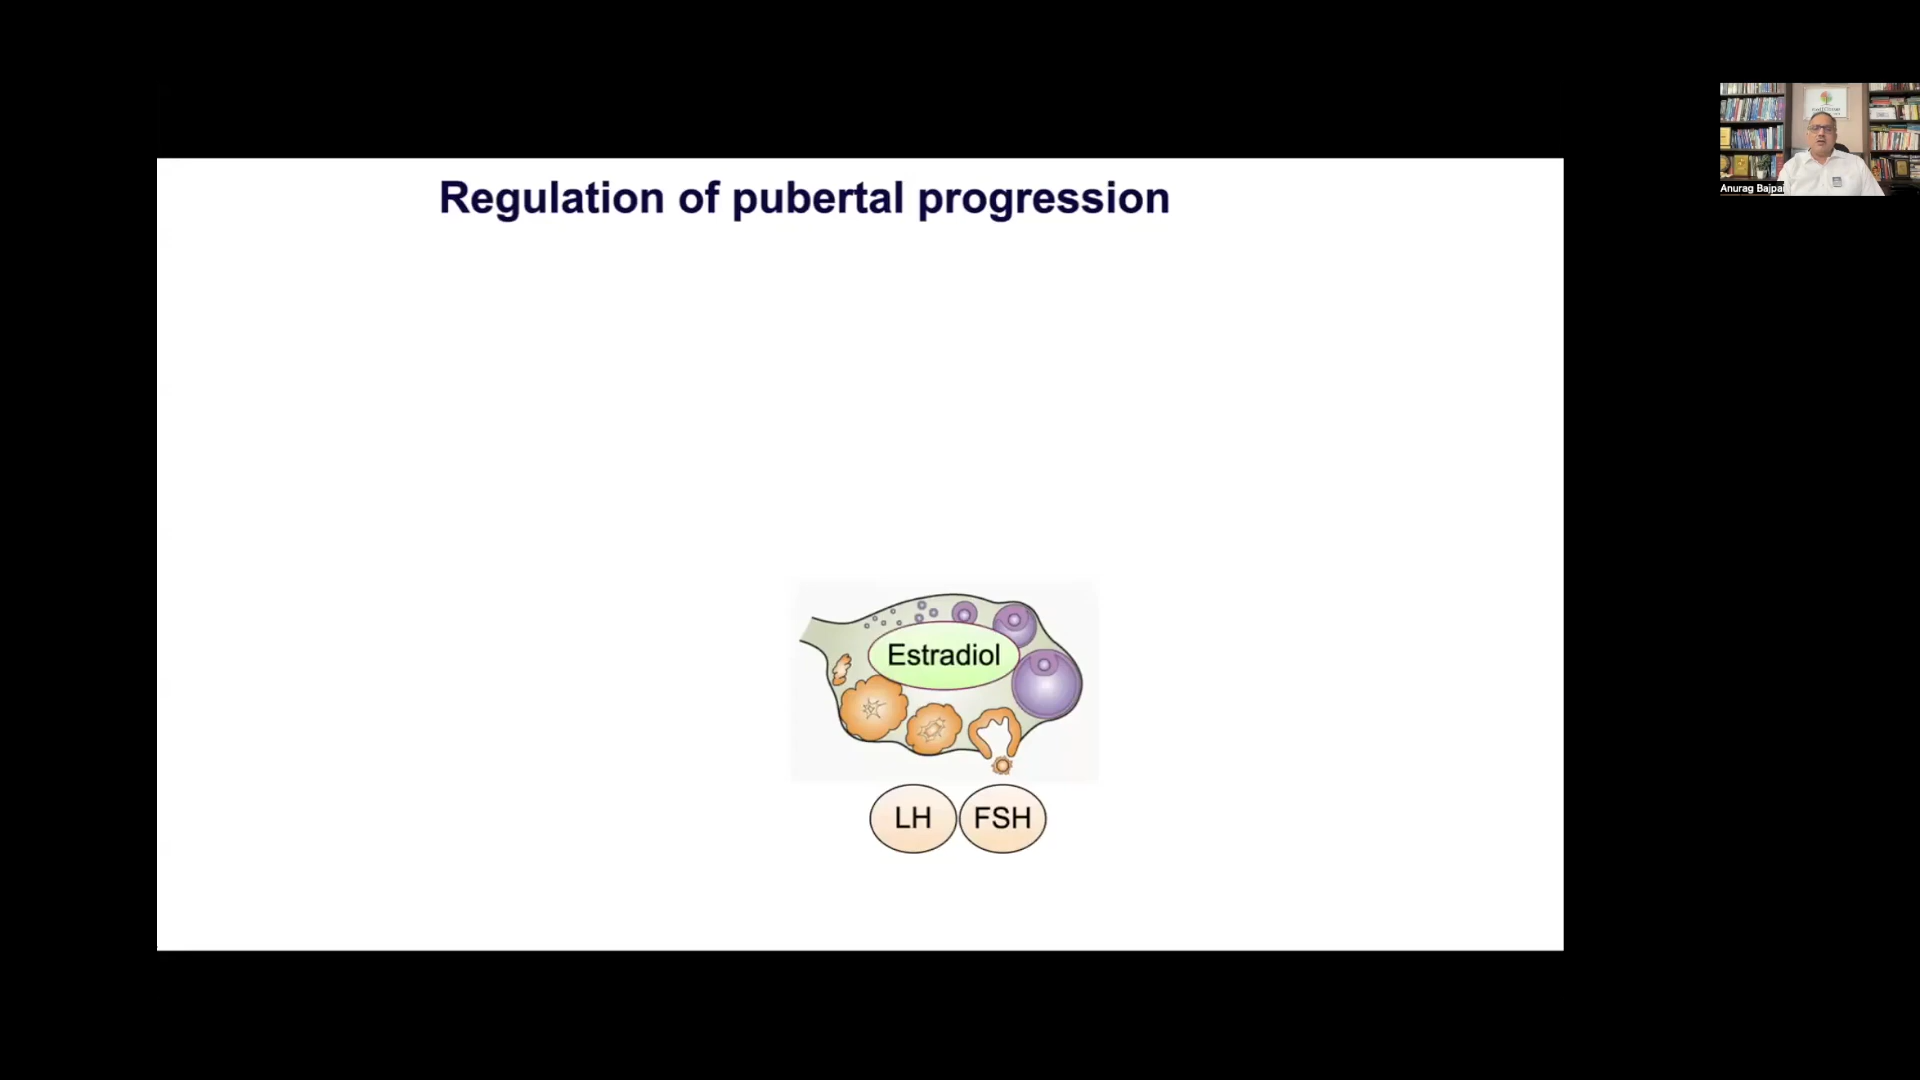 Regulation of pubertal progression
Anurag Bajpai
Estradiol
LH
FSH